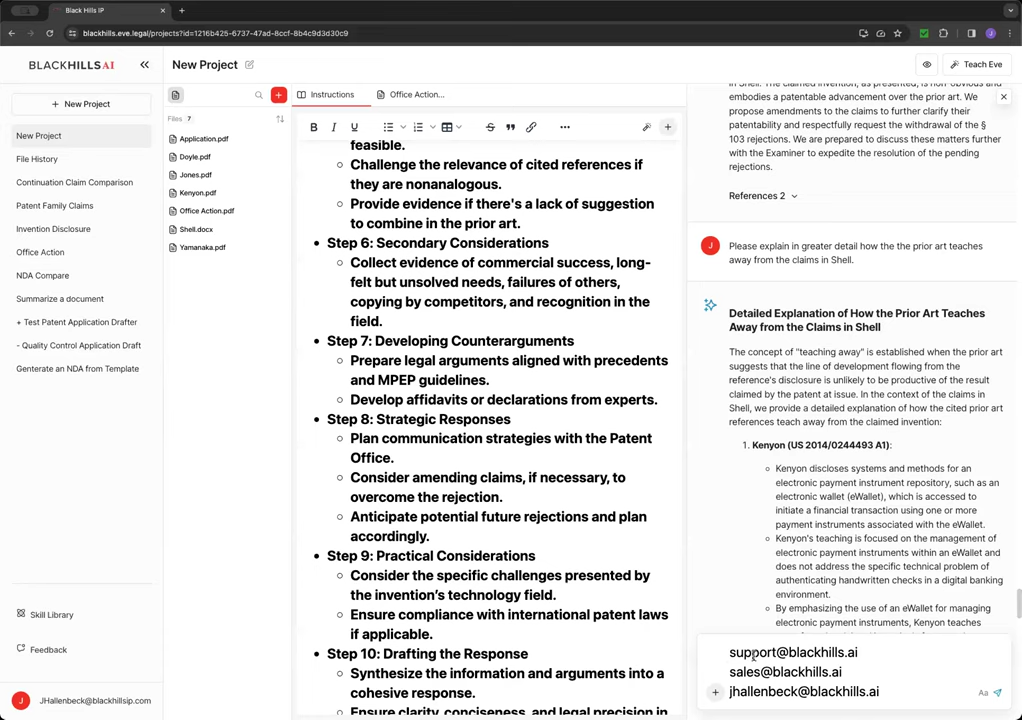 Black Hills IP
blackhills.eve.legal/projects?id=1216b425-6737-47ad-8ccf-8b4c9d3d30c9
BLACKHILLS AI
New Project
Teach Eve
+ New Project
New Project
File History
Continuation Claim Comparison
Patent Family Claims
Invention Disclosure
Office Action
NDA Compare
Summarize a document
+ Test Patent Application Drafter
- Quality Control Application Draft
Genterate an NDA from Template
Skill Library
Feedback
J
JHallenbeck@blackhillsip.com
Files 7
Application.pdf
Doyle.pdf
Jones.pdf
Kenyon.pdf
Office Action.pdf
Shell.docx
Yamanaka.pdf
Instructions
Office Action...
B I U
feasible.
Challenge the relevance of cited references if
they are nonanalogous.
Provide evidence if there's a lack of suggestion
to combine in the prior art.
Step 6: Secondary Considerations
Collect evidence of commercial success, long-
felt but unsolved needs, failures of others,
copying by competitors, and recognition in the
field.
Step 7: Developing Counterarguments
Prepare legal arguments aligned with precedents
and MPEP guidelines.
Develop affidavits or declarations from experts.
Step 8: Strategic Responses
Plan communication strategies with the Patent
Office.
Consider amending claims, if necessary, to
overcome the rejection.
Anticipate potential future rejections and plan
accordingly.
Step 9: Practical Considerations
Consider the specific challenges presented by
the invention's technology field.
Ensure compliance with international patent laws
if applicable.
Step 10: Drafting the Response
Synthesize the information and arguments into a
cohesive response.
Ensure clarity, conciseness, and legal precision in
in Shell. The claimed invention, as presented, is non-obvious and
embodies a patentable advancement over the prior art. We
propose amendments to the claims to further clarify their
patentability and respectfully request the withdrawal of the §
103 rejections. We are prepared to discuss these matters further
with the Examiner to expedite the resolution of the pending
rejections.
References 2
J
Please explain in greater detail how the the prior art teaches
away from the claims in Shell.
Detailed Explanation of How the Prior Art Teaches
Away from the Claims in Shell
The concept of "teaching away" is established when the prior art
suggests that the line of development flowing from the
reference's disclosure is unlikely to be productive of the result
claimed by the patent at issue. In the context of the claims in
Shell, we provide a detailed explanation of how the cited prior art
references teach away from the claimed invention:
1. Kenyon (US 2014/0244493 A1):
Kenyon discloses systems and methods for an
electronic payment instrument repository, such as an
electronic wallet (eWallet), which is accessed to
initiate a financial transaction using one or more
payment instruments associated with the eWallet.
Kenyon's teaching is focused on the management of
electronic payment instruments within an eWallet and
does not address the specific technical problem of
authenticating handwritten checks in a digital banking
environment.
By emphasizing the use of an eWallet for managing
electronic payment instruments, Kenyon teaches
support@blackhills.ai
sales@blackhills.ai
jhallenbeck@blackhills.ai
Aa